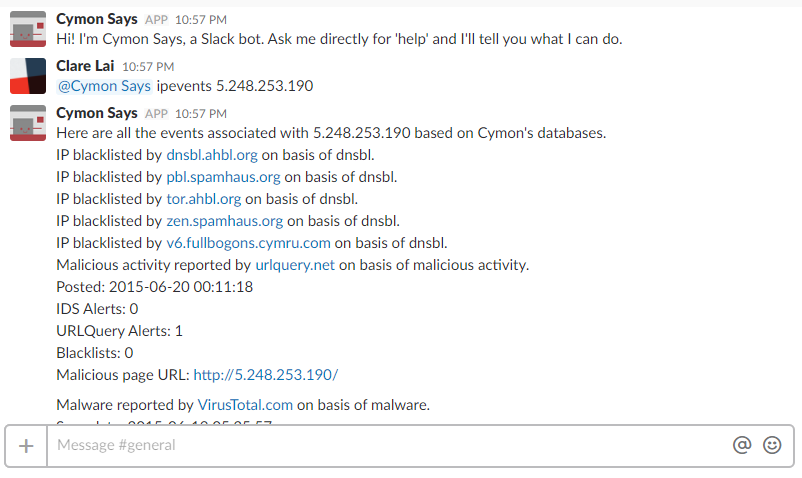 Cymon Says APP 10:57 PM
Hi! I'm Cymon Says, a Slack bot. Ask me directly for 'help' and I'll tell you what I can do.
Clare Lai 10:57 PM
@Cymon Says ipevents 5.248.253.190
Cymon Says APP 10:57 PM
Here are all the events associated with 5.248.253.190 based on Cymon's databases.
IP blacklisted by dnsbl.ahbl.org on basis of dnsbl.
IP blacklisted by pbl.spamhaus.org on basis of dnsbl.
IP blacklisted by tor.ahbl.org on basis of dnsbl.
IP blacklisted by zen.spamhaus.org on basis of dnsbl.
IP blacklisted by v6.fullbogons.cymru.com on basis of dnsbl.
Malicious activity reported by urlquery.net on basis of malicious activity.
Posted: 2015-06-20 00:11:18
IDS Alerts: 0
URLQuery Alerts: 1
Blacklists: 0
Malicious page URL: http://5.248.253.190/
Malware reported by VirusTotal.com on basis of malware.
Message #general